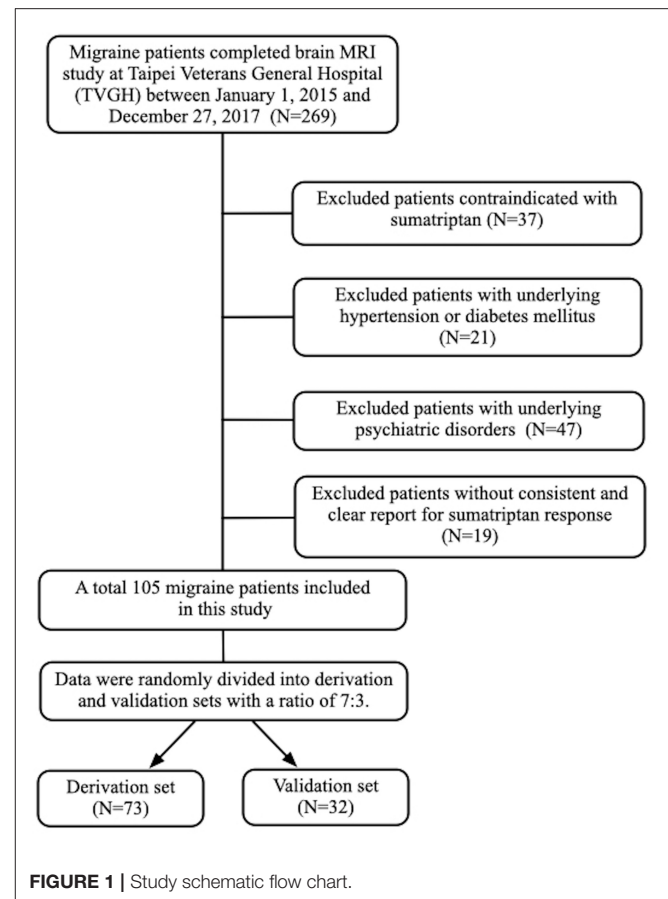 Migraine patients completed brain MRI
study at Taipei Veterans General Hospital
(TVGH) between January 1, 2015 and
December 27, 2017 (N=269)
Excluded patients contraindicated with
sumatriptan (N=37)
Excluded patients with underlying
hypertension or diabetes mellitus
(N=21)
Excluded patients with underlying
psychiatric disorders (N=47)
Excluded patients without consistent and
clear report for sumatriptan response
(N=19)
A total 105 migraine patients included
in this study
Data were randomly divided into derivation
and validation sets with a ratio of 7:3.
Derivation set
(N=73)
Validation set
(N=32)
FIGURE 1 | Study schematic flow chart.